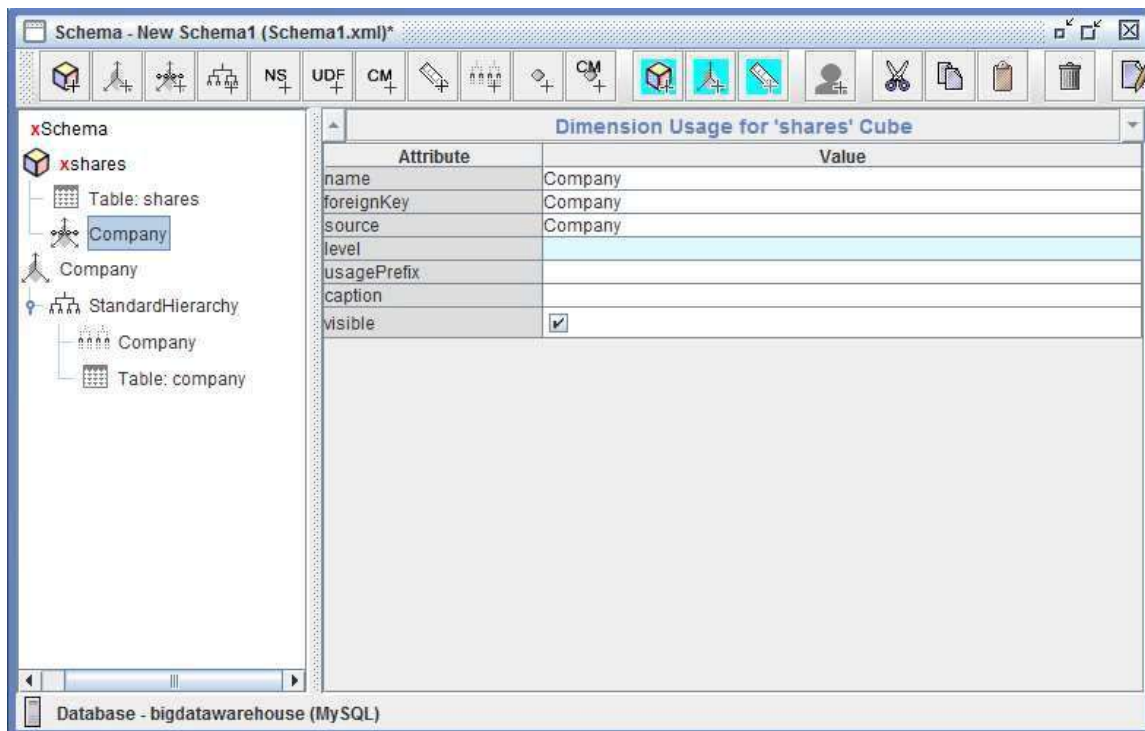 Schema - New Schema1 (Schema1.xml)*
NS UDF CM CM
xSchema
xshares
Table: shares
Company
Company
StandardHierarchy
Company
Table: company
Dimension Usage for 'shares' Cube
Attribute Value
name Company
foreignKey Company
source Company
level
usagePrefix
caption
visible
Database - bigdatawarehouse (MySQL)